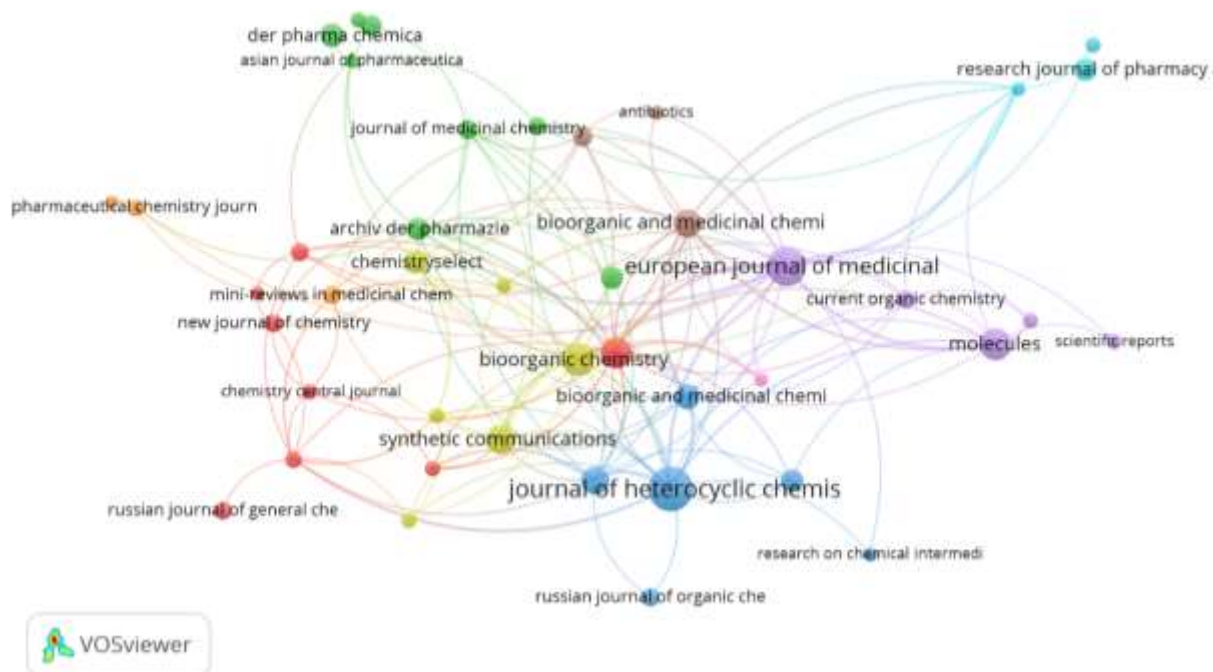 der pharma chemica
asian journal of pharmaceutica
research journal of pharmacy
antibiotics
journal of medicinal chemistry
pharmaceutical chemistry journ
bioorganic and medicinal chemi
archiv der pharmazie
chemistryselect
european journal of medicinal
mini-reviews in medicinal chem
current organic chemistry
new journal of chemistry
molecules
scientific reports
bioorganic chemistry
chemistry central journal
bioorganic and medicinal chemi
synthetic communications
journal of heterocyclic chemis
russian journal of general che
research on chemical intermedi
russian journal of organic che
VOSviewer